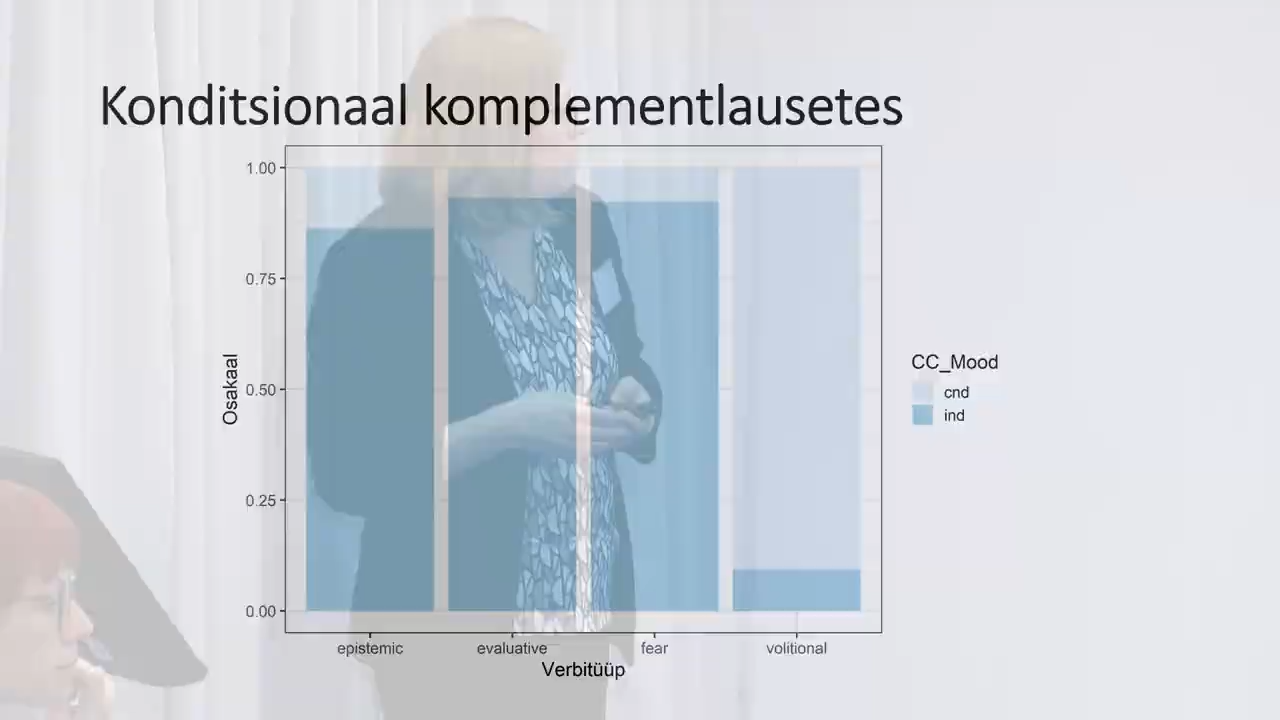 Konditsionaal komplementlausetes
1.00
0.75
0.50
0.25
0.00
Osakaal
epistemic evaluative fear volitional
Verbitüüp
CC_Mood
cnd
ind